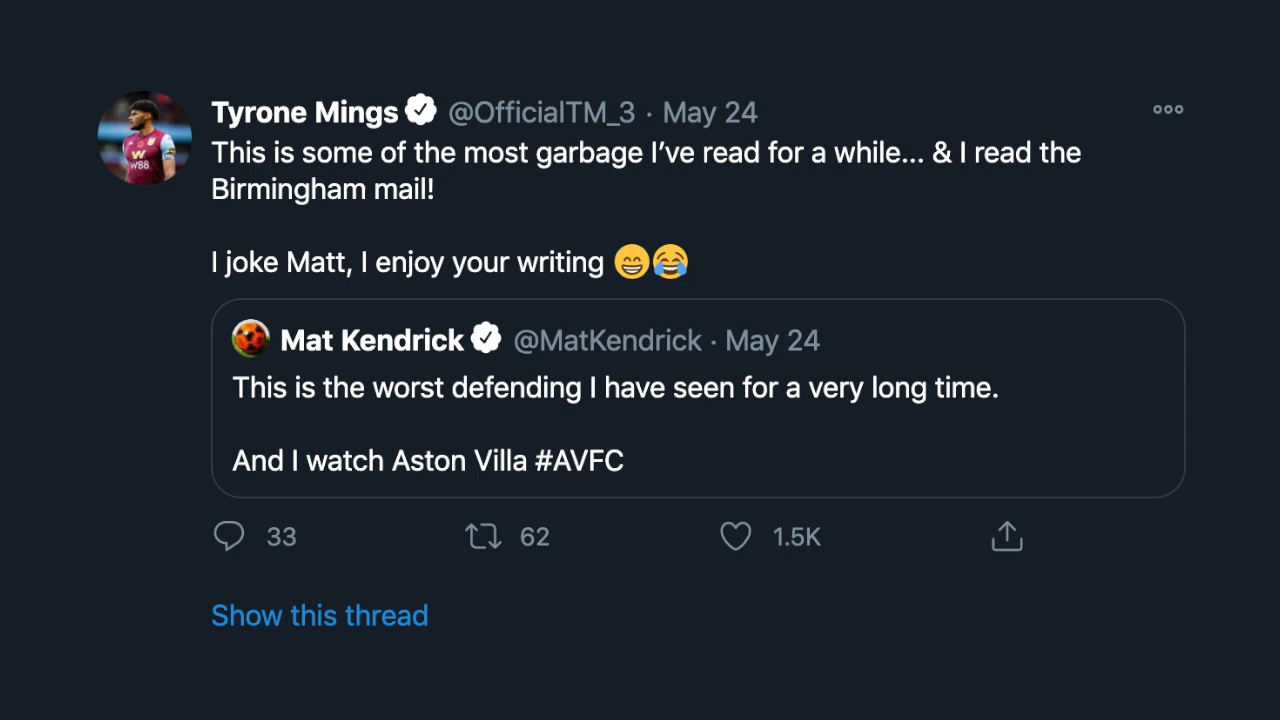 Tyrone Mings @OfficialTM_3 · May 24
This is some of the most garbage I’ve read for a while... & I read the
Birmingham mail!
I joke Matt, I enjoy your writing 😁😂
Mat Kendrick @MatKendrick · May 24
This is the worst defending I have seen for a very long time.
And I watch Aston Villa #AVFC
33 62 1.5K
Show this thread
W88